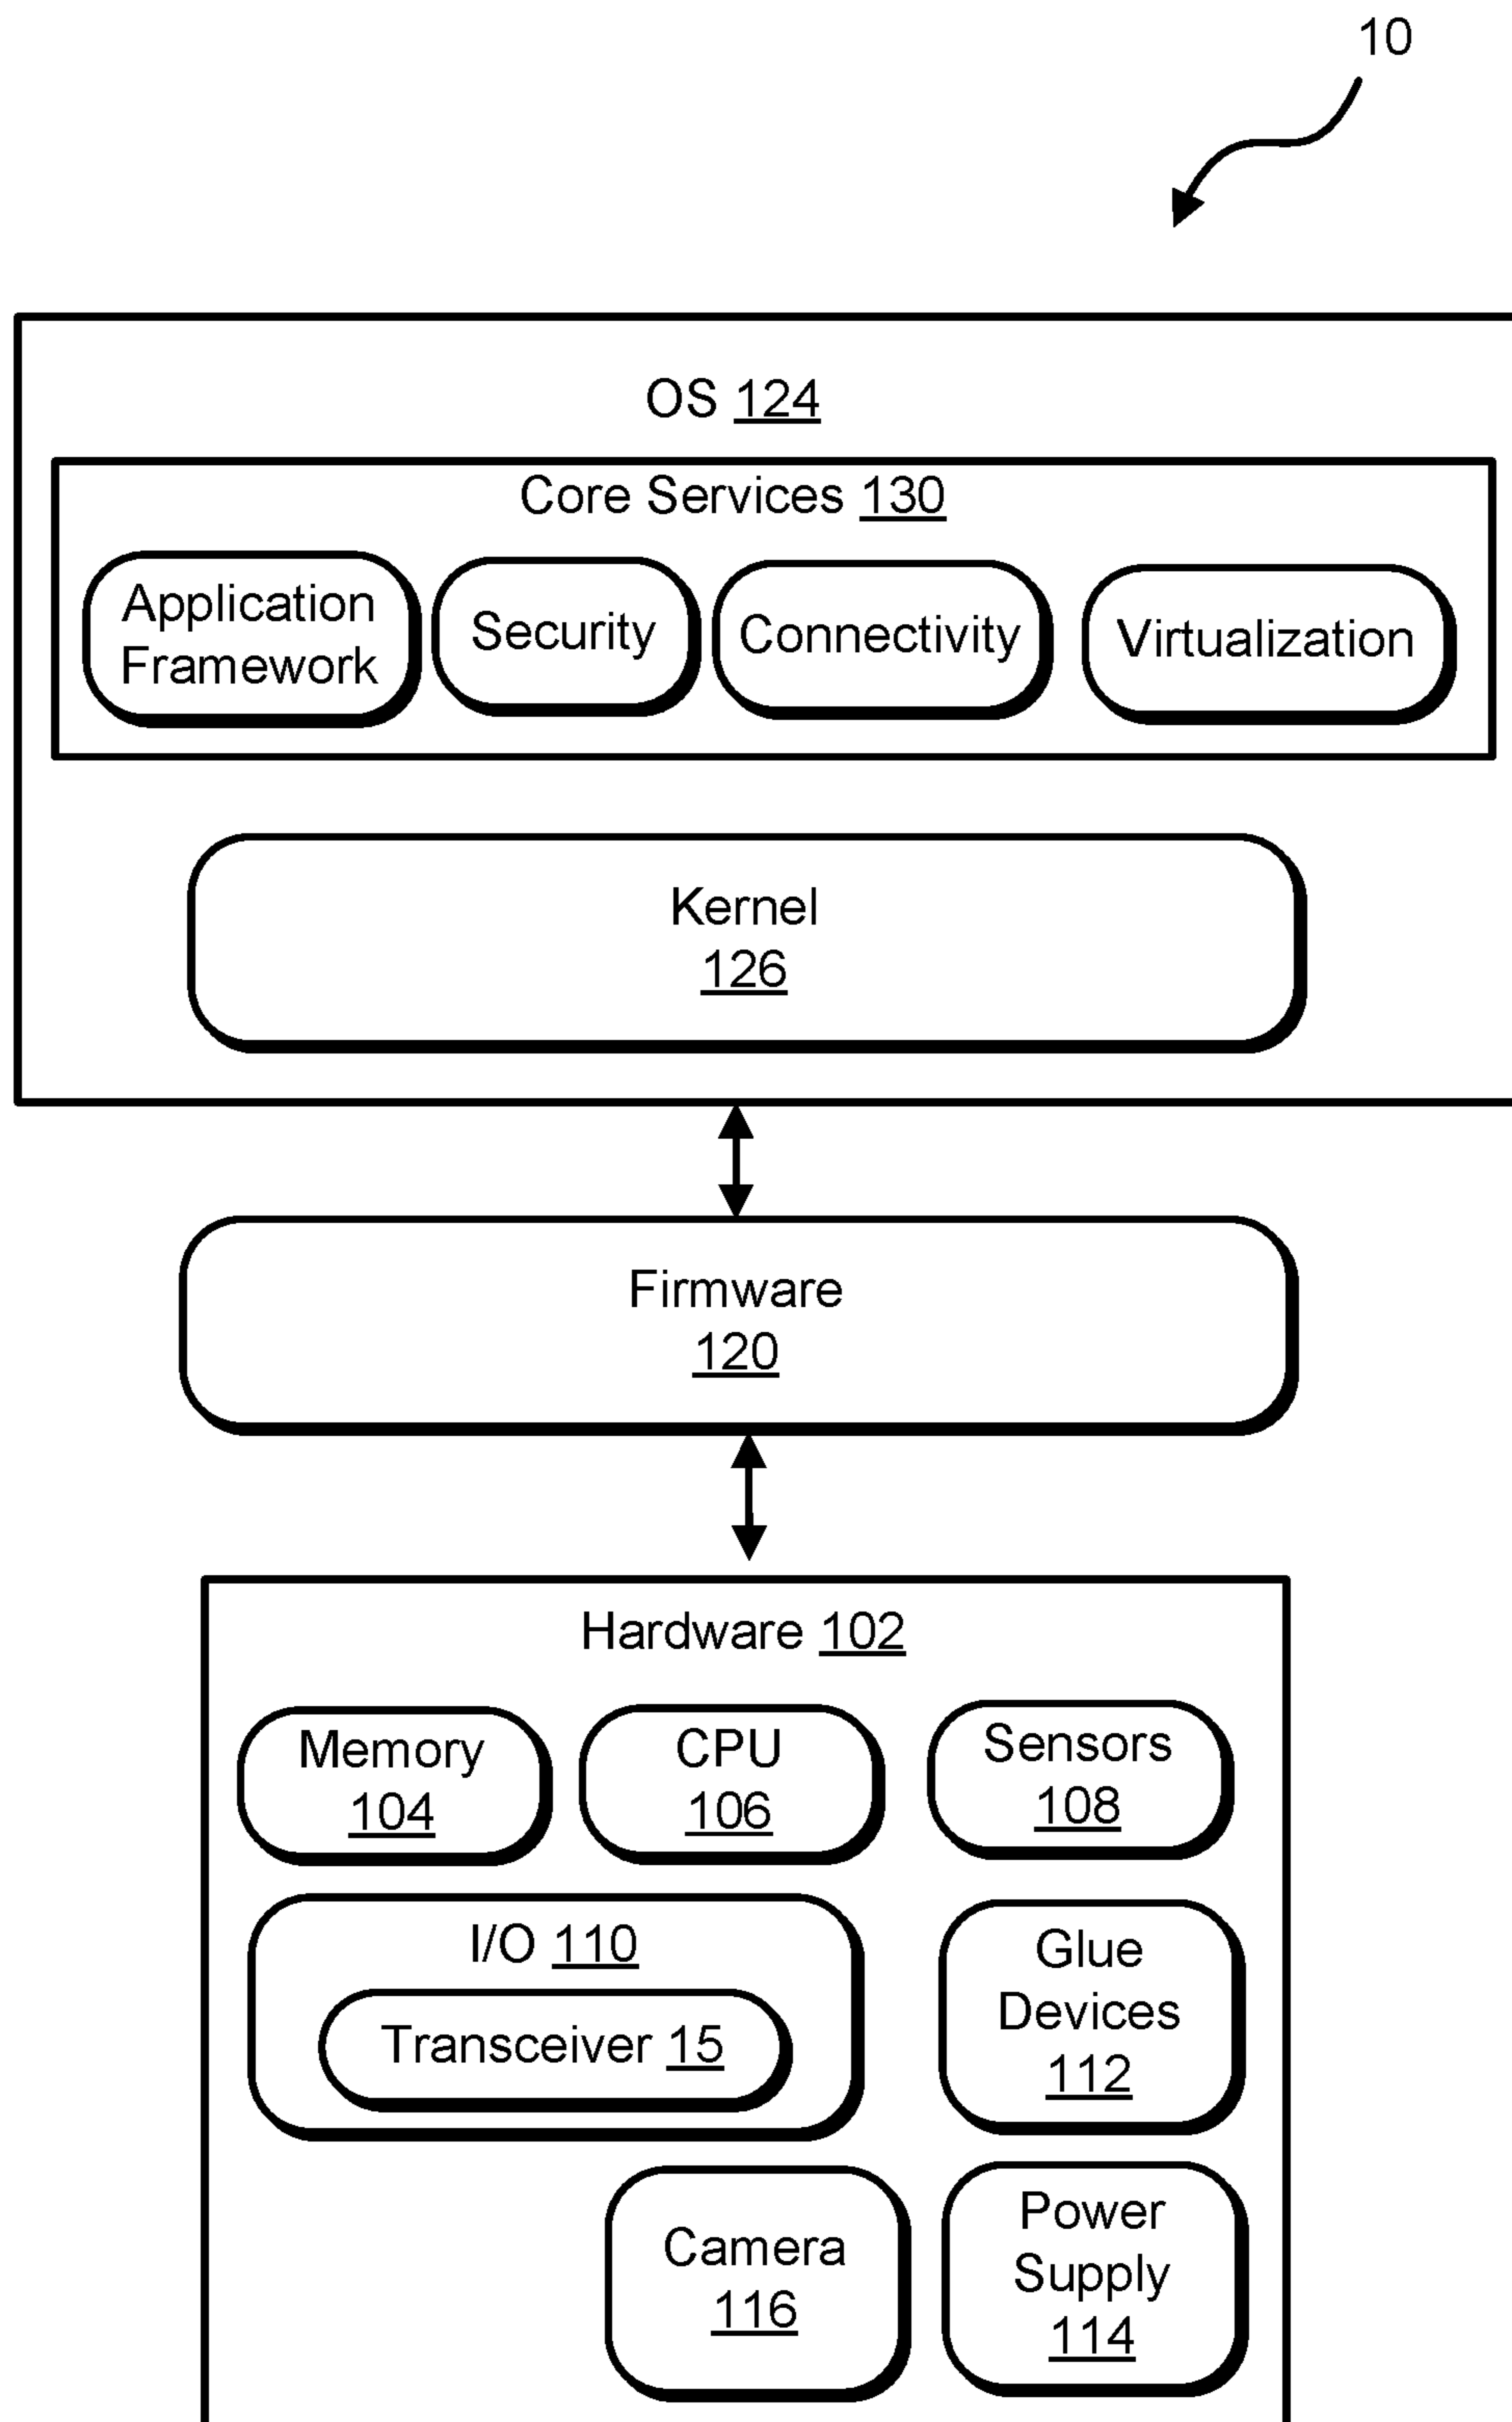 10
OS 124
Core Services 130
Application
Framework
Security
Connectivity
Virtualization
Kernel
126
Firmware
120
Hardware 102
Memory
104
CPU
106
Sensors
108
I/O 110
Transceiver 15
Glue
Devices
112
Camera
116
Power
Supply
114